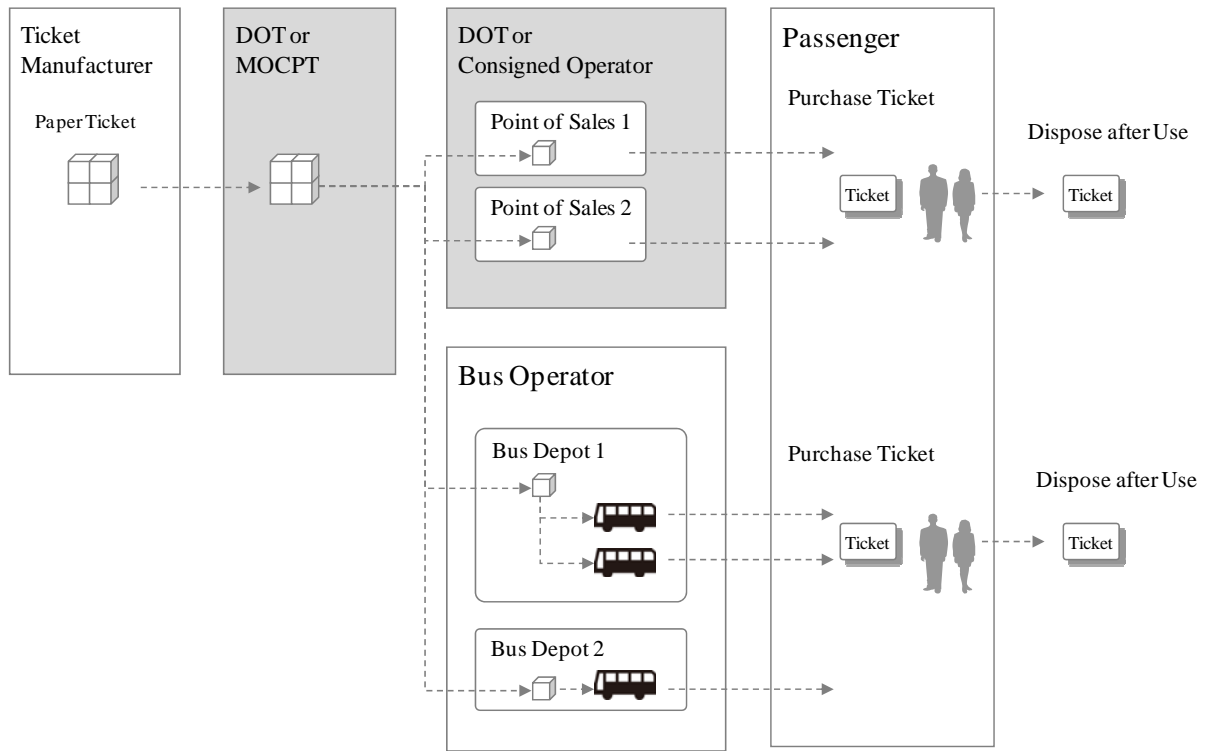 Ticket
Manufacturer
Paper Ticket
DOT or
MOCPT
DOT or
Consigned Operator
Point of Sales 1
Point of Sales 2
Passenger
Purchase Ticket
Ticket
Dispose after Use
Ticket
Bus Operator
Bus Depot 1
Bus Depot 2
Purchase Ticket
Ticket
Dispose after Use
Ticket